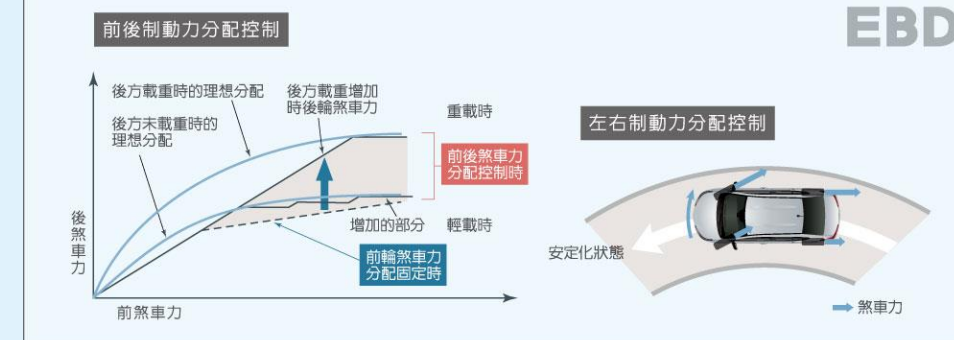 EBD
前後制動力分配控制
後方載重時的理想分配
後方未載重時的
理想分配
後方載重增加
時後輪煞車力
重載時
前後煞車力
分配控制時
增加的部分
輕載時
前輪煞車力
分配固定時
後煞車力
前煞車力
左右制動力分配控制
安定化狀態
煞車力